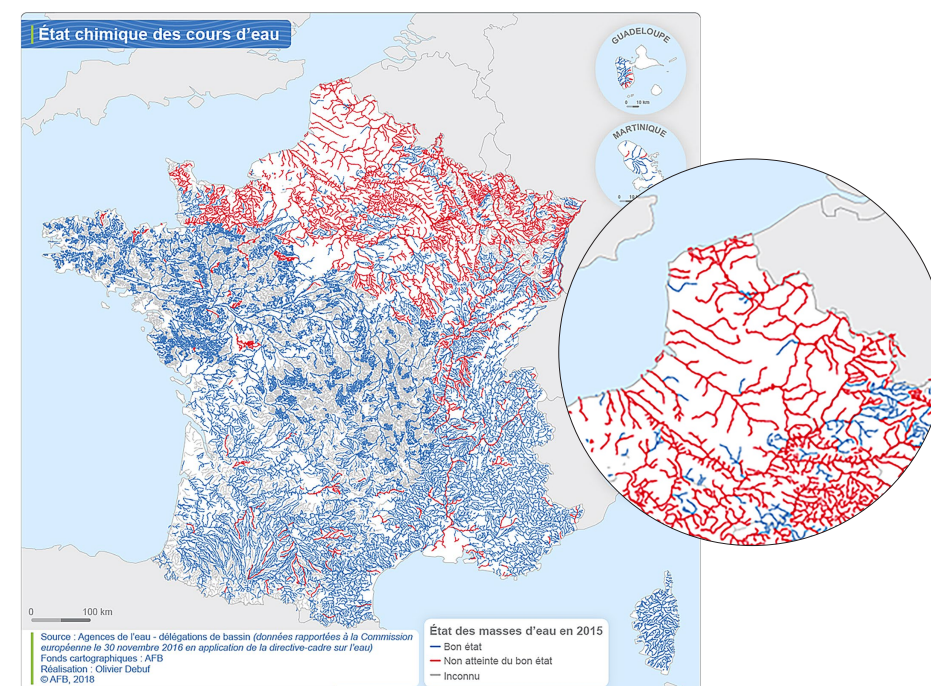 État chimique des cours d'eau
GUADELOUPE
0 10 km
MARTINIQUE
0 100 km
Source : Agences de l'eau - délégations de bassin (données rapportées à la Commission
européenne le 30 novembre 2016 en application de la directive-cadre sur l'eau)
Fonds cartographiques : AFB
Réalisation : Olivier Debuf
© AFB, 2018
État des masses d'eau en 2015
Bon état
Non atteinte du bon état
Inconnu